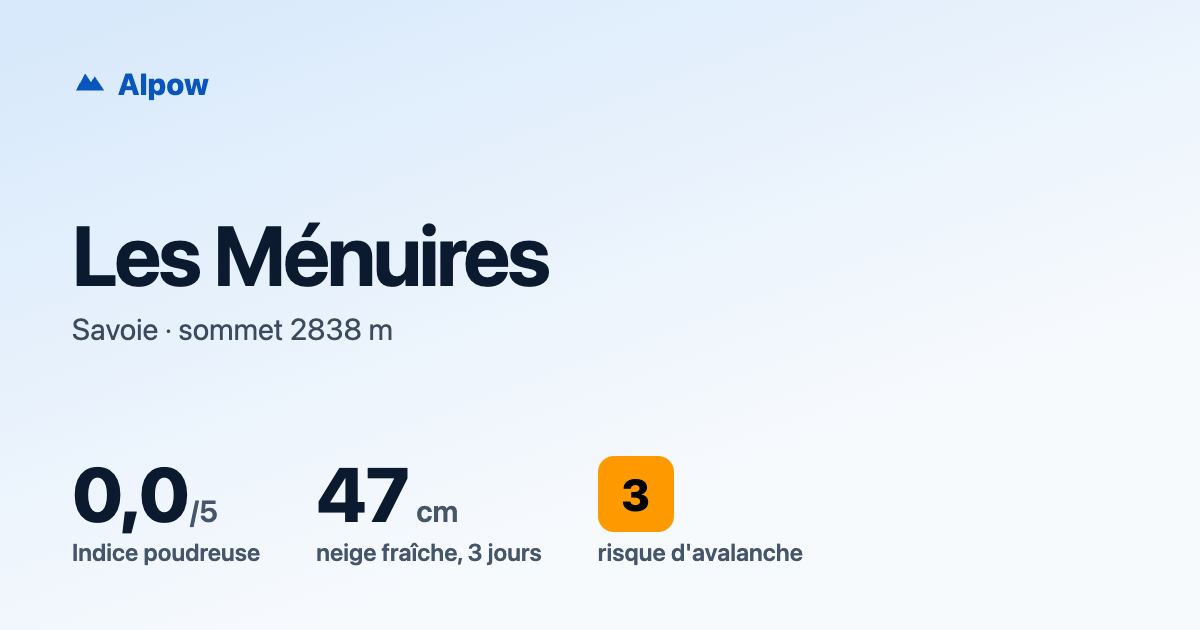 Alpow
Les Ménuires
Savoie · sommet 2838 m
0,0/5
Indice poudreuse
47 cm
neige fraîche, 3 jours
3
risque d'avalanche